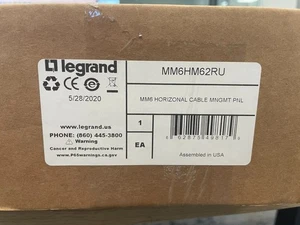 legrand
MM6HM62RU
CE
5/28/2020
MM6 HORIZONAL CABLE MNGMT PNL
www.legrand.us
PHONE: (860) 445-3800
Warning
Cancer and Reproductive Harm
www.P65warnings.ca.gov
1
EA
Assembled in USA